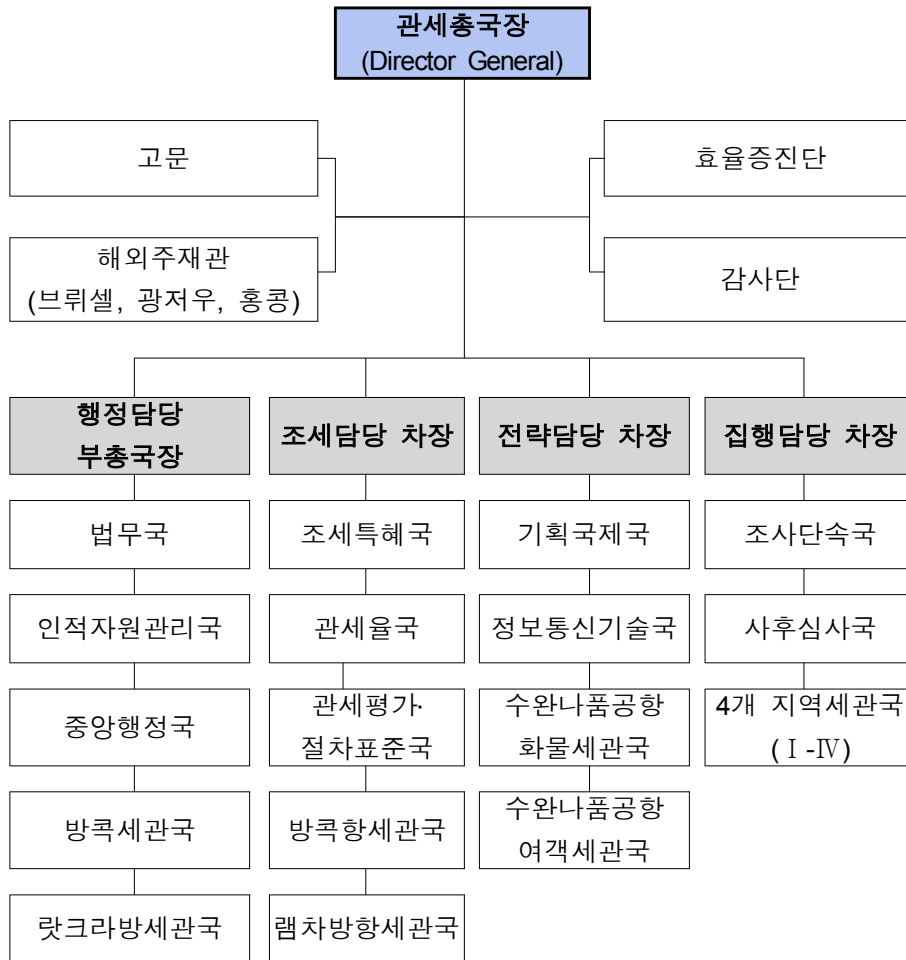 관세총국장
(Director General)
고문
효율증진단
해외주재관
(브뤼셀, 광저우, 홍콩)
감사단
행정담당
부총국장
조세담당 차장
전략담당 차장
집행담당 차장
법무국
조세특혜국
기획국제국
조사단속국
인적자원관리국
관세율국
정보통신기술국
사후심사국
중앙행정국
관세평가·
절차표준국
수완나품공항
화물세관국
4개 지역세관국
(Ⅰ-Ⅳ)
방콕세관국
방콕항세관국
수완나품공항
여객세관국
랏크라방세관국
램차방항세관국